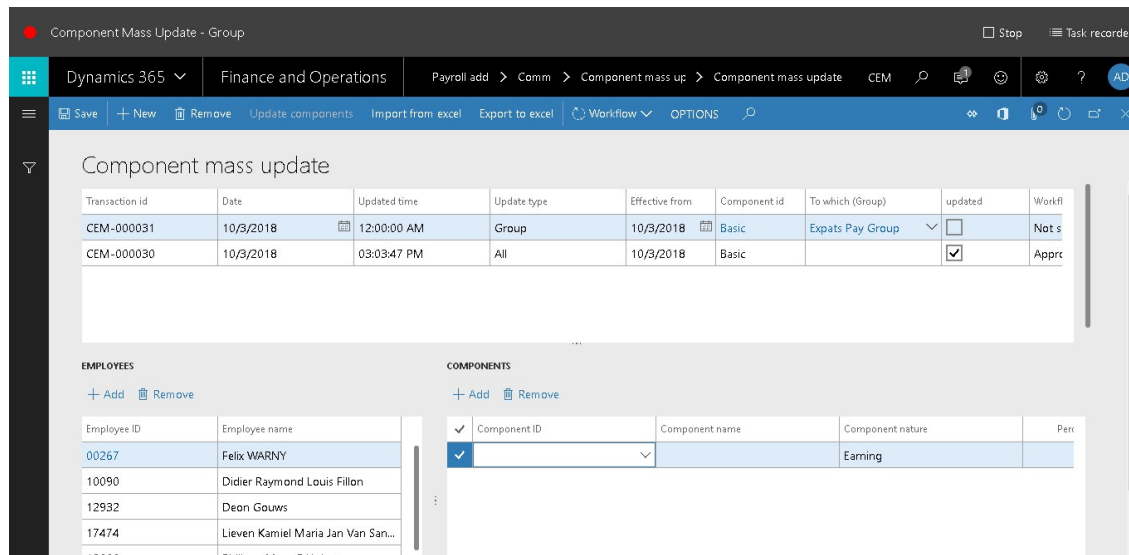 Component Mass Update - Group Stop Task recorde
Dynamics 365 Finance and Operations Payroll add > Comm > Component mass up > Component mass update CEM ? AD
Save + New Remove Update components Import from excel Export to excel Workflow OPTIONS 0
Component mass update
Transaction id Date Updated time Update type Effective from Component id To which (Group) updated Workfl
CEM-000031 10/3/2018 12:00:00 AM Group 10/3/2018 Basic Expats Pay Group Not s
CEM-000030 10/3/2018 03:03:47 PM All 10/3/2018 Basic Appro
EMPLOYEES COMPONENTS
+ Add Remove + Add Remove
Employee ID Employee name Component ID Component name Component nature Perc
00267 Felix WARNY Earning
10090 Didier Raymond Louis Fillon
12932 Deon Gouws
17474 Lieven Kamiel Maria Jan Van San...